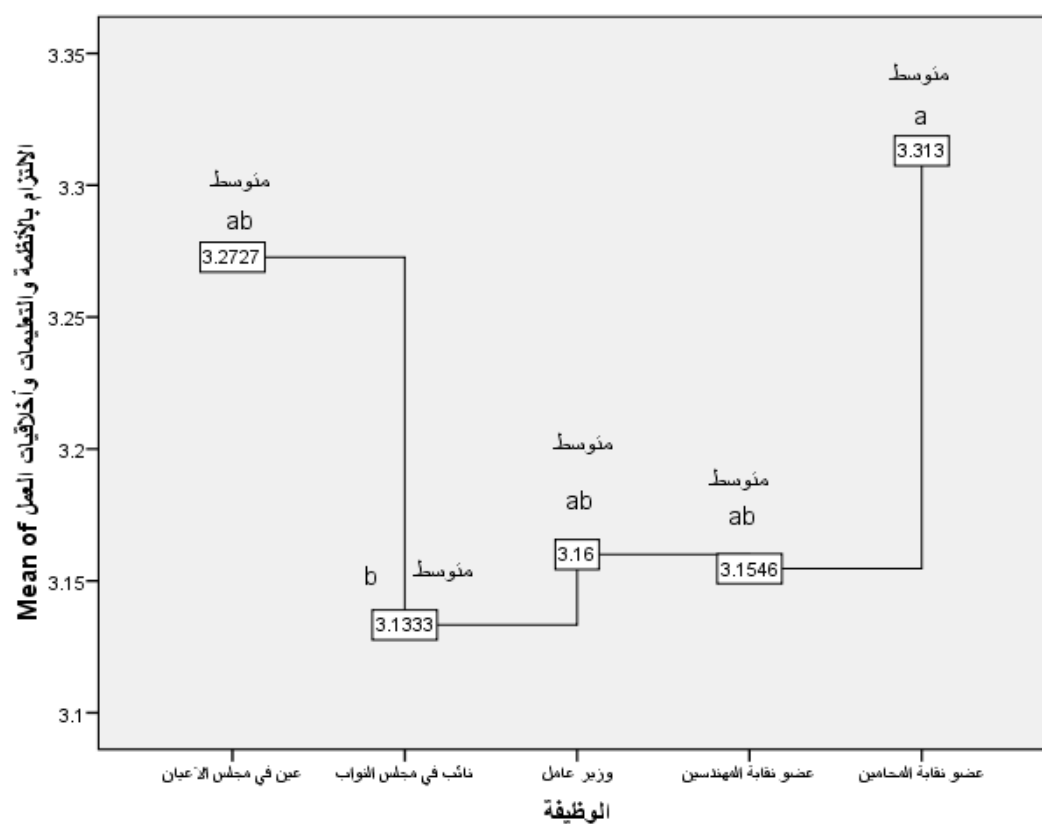 3.35
3.3
3.25
3.2
3.15
3.1
Mean of الالتزام بالأنظمة والتعليمات وأخلاقيات العمل
متوسط
ab
3.2727
b
متوسط
3.1333
متوسط
ab
3.16
متوسط
ab
3.1546
متوسط
a
3.313
عين في مجلس الأعيان
نائب في مجلس النواب
وزير عامل
عضو نقابة المهندسين
عضو نقابة المحامين
الوظيفة